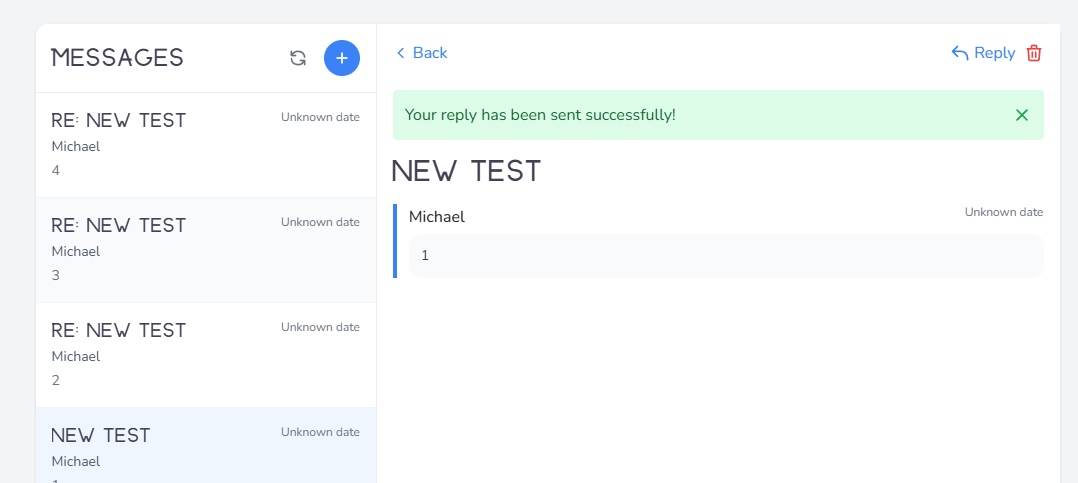 MESSAGES
RE: NEW TEST
Unknown date
Michael
4
RE: NEW TEST
Unknown date
Michael
3
RE: NEW TEST
Unknown date
Michael
2
NEW TEST
Unknown date
Michael
Back
Reply
Your reply has been sent successfully!
NEW TEST
Michael
Unknown date
1